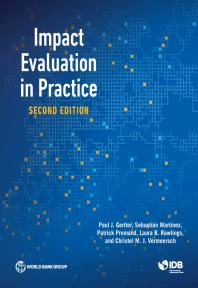 Impact
Evaluation
in Practice
SECOND EDITION
Paul J. Gertler, Sebastián Martínez,
Patrick Premand, Laura B. Rawlings,
and Christel M. J. Vermeersch
WORLD BANK GROUP
IDB